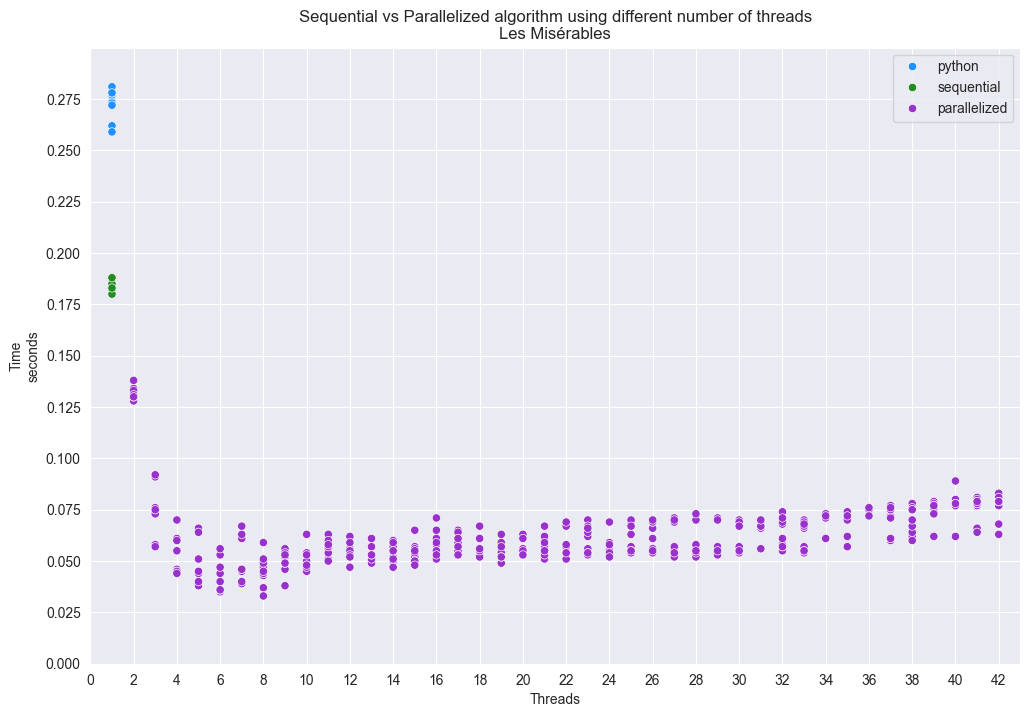 Sequential vs Parallelized algorithm using different number of threads
Les Misérables
python
sequential
parallelized
Time
seconds
0.275
0.250
0.225
0.200
0.175
0.150
0.125
0.100
0.075
0.050
0.025
0.000
0 2 4 6 8 10 12 14 16 18 20 22 24 26 28 30 32 34 36 38 40 42
Threads